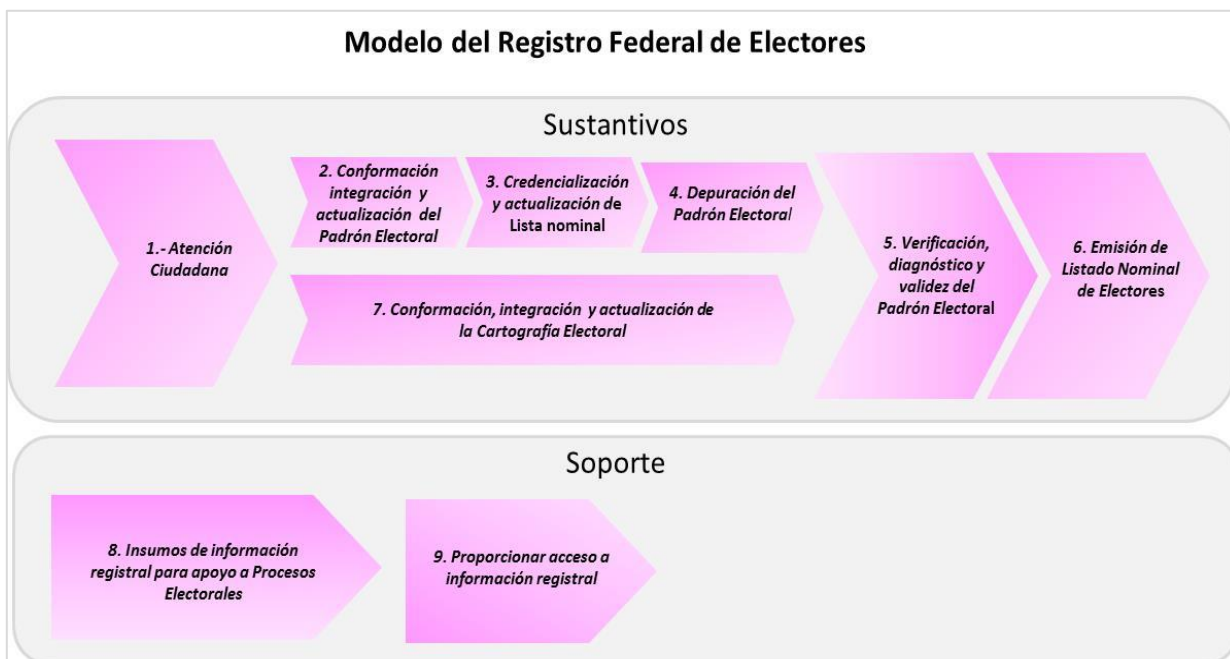 Modelo del Registro Federal de Electores
Sustantivos
1.- Atención
Ciudadana
2. Conformación
integración y
actualización del
Padrón Electoral
3. Credencialización
y actualización de
Lista nominal
4. Depuración del
Padrón Electoral
5. Verificación,
diagnóstico y
validez del
Padrón Electoral
6. Emisión de
Listado Nominal
de Electores
7. Conformación, integración y actualización de
la Cartografía Electoral
Soporte
8. Insumos de información
registral para apoyo a Procesos
Electorales
9. Proporcionar acceso a
información registral